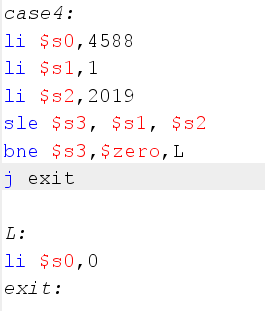 case4:
li $s0,4588
li $s1,1
li $s2,2019
sle $s3, $s1, $s2
bne $s3,$zero,L
j exit
L:
li $s0,0
exit: